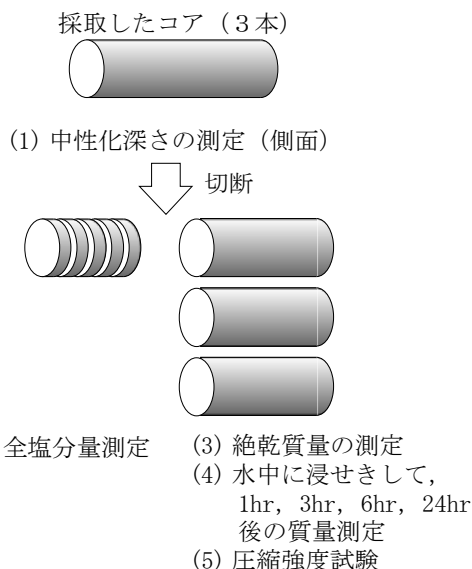 採取したコア（３本）
(1) 中性化深さの測定（側面）
切断
全塩分量測定
(3) 絶乾質量の測定
(4) 水中に浸せきして，
1hr, 3hr, 6hr, 24hr
後の質量測定
(5) 圧縮強度試験